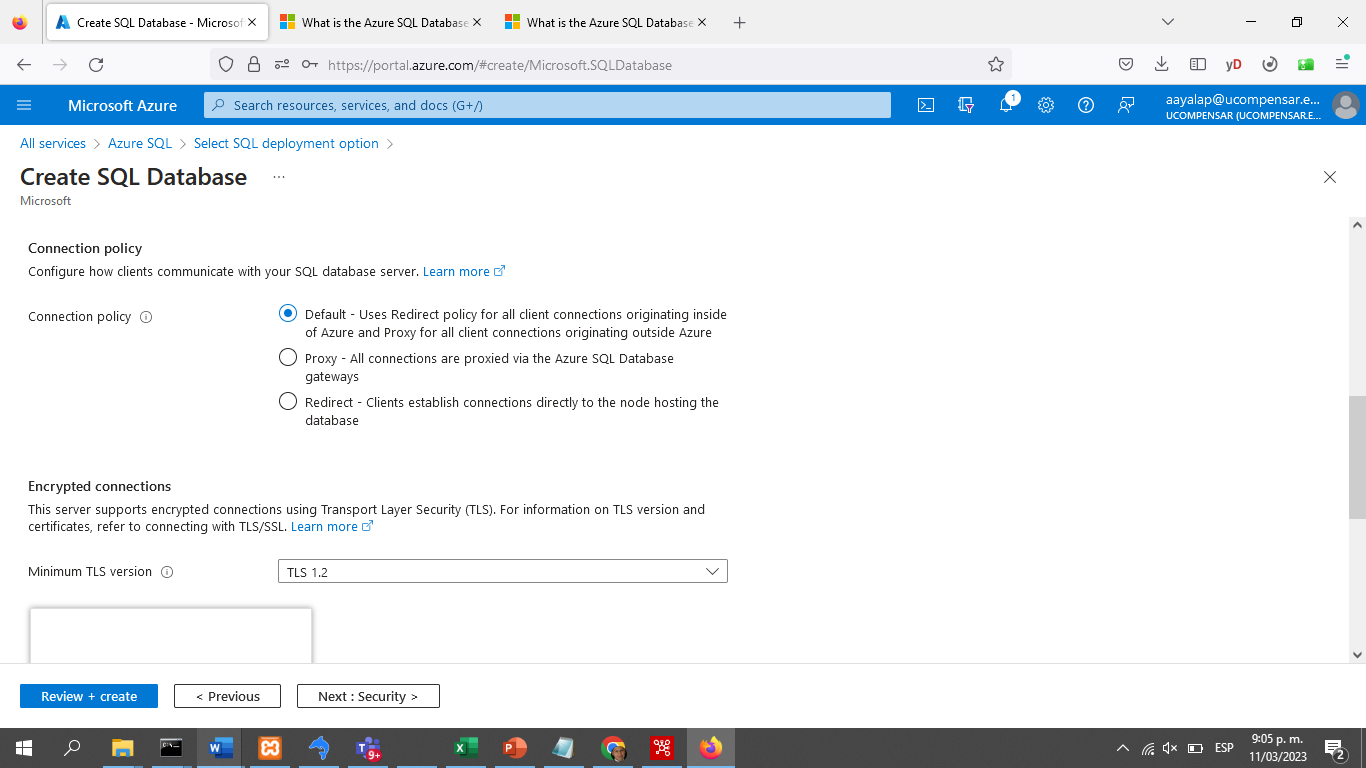 Create SQL Database - Microsof
What is the Azure SQL Database
What is the Azure SQL Database
https://portal.azure.com/#create/Microsoft.SQLDatabase
yD
Microsoft Azure
Search resources, services, and docs (G+/)
1
aayalap@ucompensar.e...
UCOMPENSAR (UCOMPENSAR.E...
All services > Azure SQL > Select SQL deployment option >
Create SQL Database ...
Microsoft
Connection policy
Configure how clients communicate with your SQL database server. Learn more
Connection policy
Default - Uses Redirect policy for all client connections originating inside
of Azure and Proxy for all client connections originating outside Azure
Proxy - All connections are proxied via the Azure SQL Database
gateways
Redirect - Clients establish connections directly to the node hosting the
database
Encrypted connections
This server supports encrypted connections using Transport Layer Security (TLS). For information on TLS version and
certificates, refer to connecting with TLS/SSL. Learn more
Minimum TLS version
TLS 1.2
Review + create
< Previous
Next : Security >
9+
ESP
9:05 p. m.
11/03/2023
2